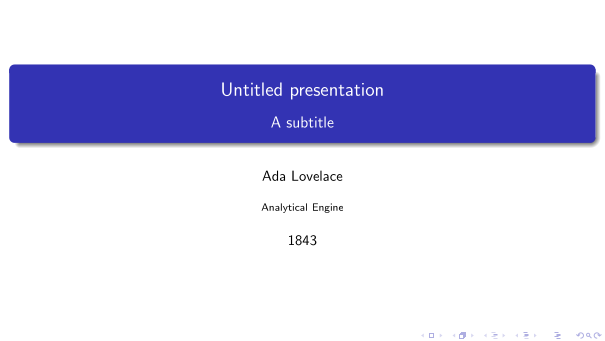 Untitled presentation
A subtitle
Ada Lovelace
Analytical Engine
1843